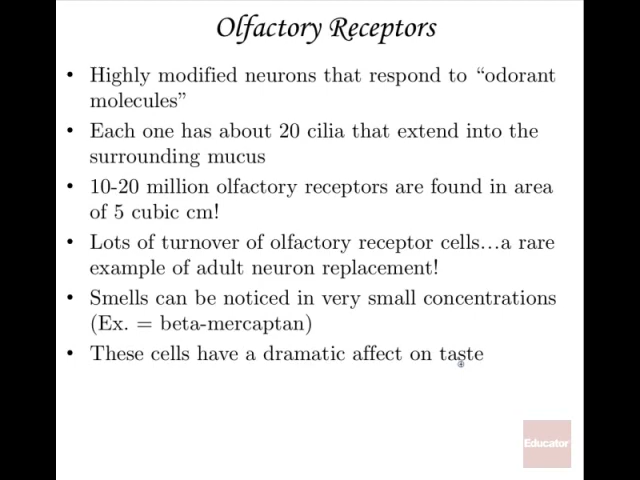 Olfactory Receptors
• Highly modified neurons that respond to “odorant
molecules”
• Each one has about 20 cilia that extend into the
surrounding mucus
• 10-20 million olfactory receptors are found in area
of 5 cubic cm!
• Lots of turnover of olfactory receptor cells…a rare
example of adult neuron replacement!
• Smells can be noticed in very small concentrations
(Ex. = beta-mercaptan)
• These cells have a dramatic affect on taste
Educator